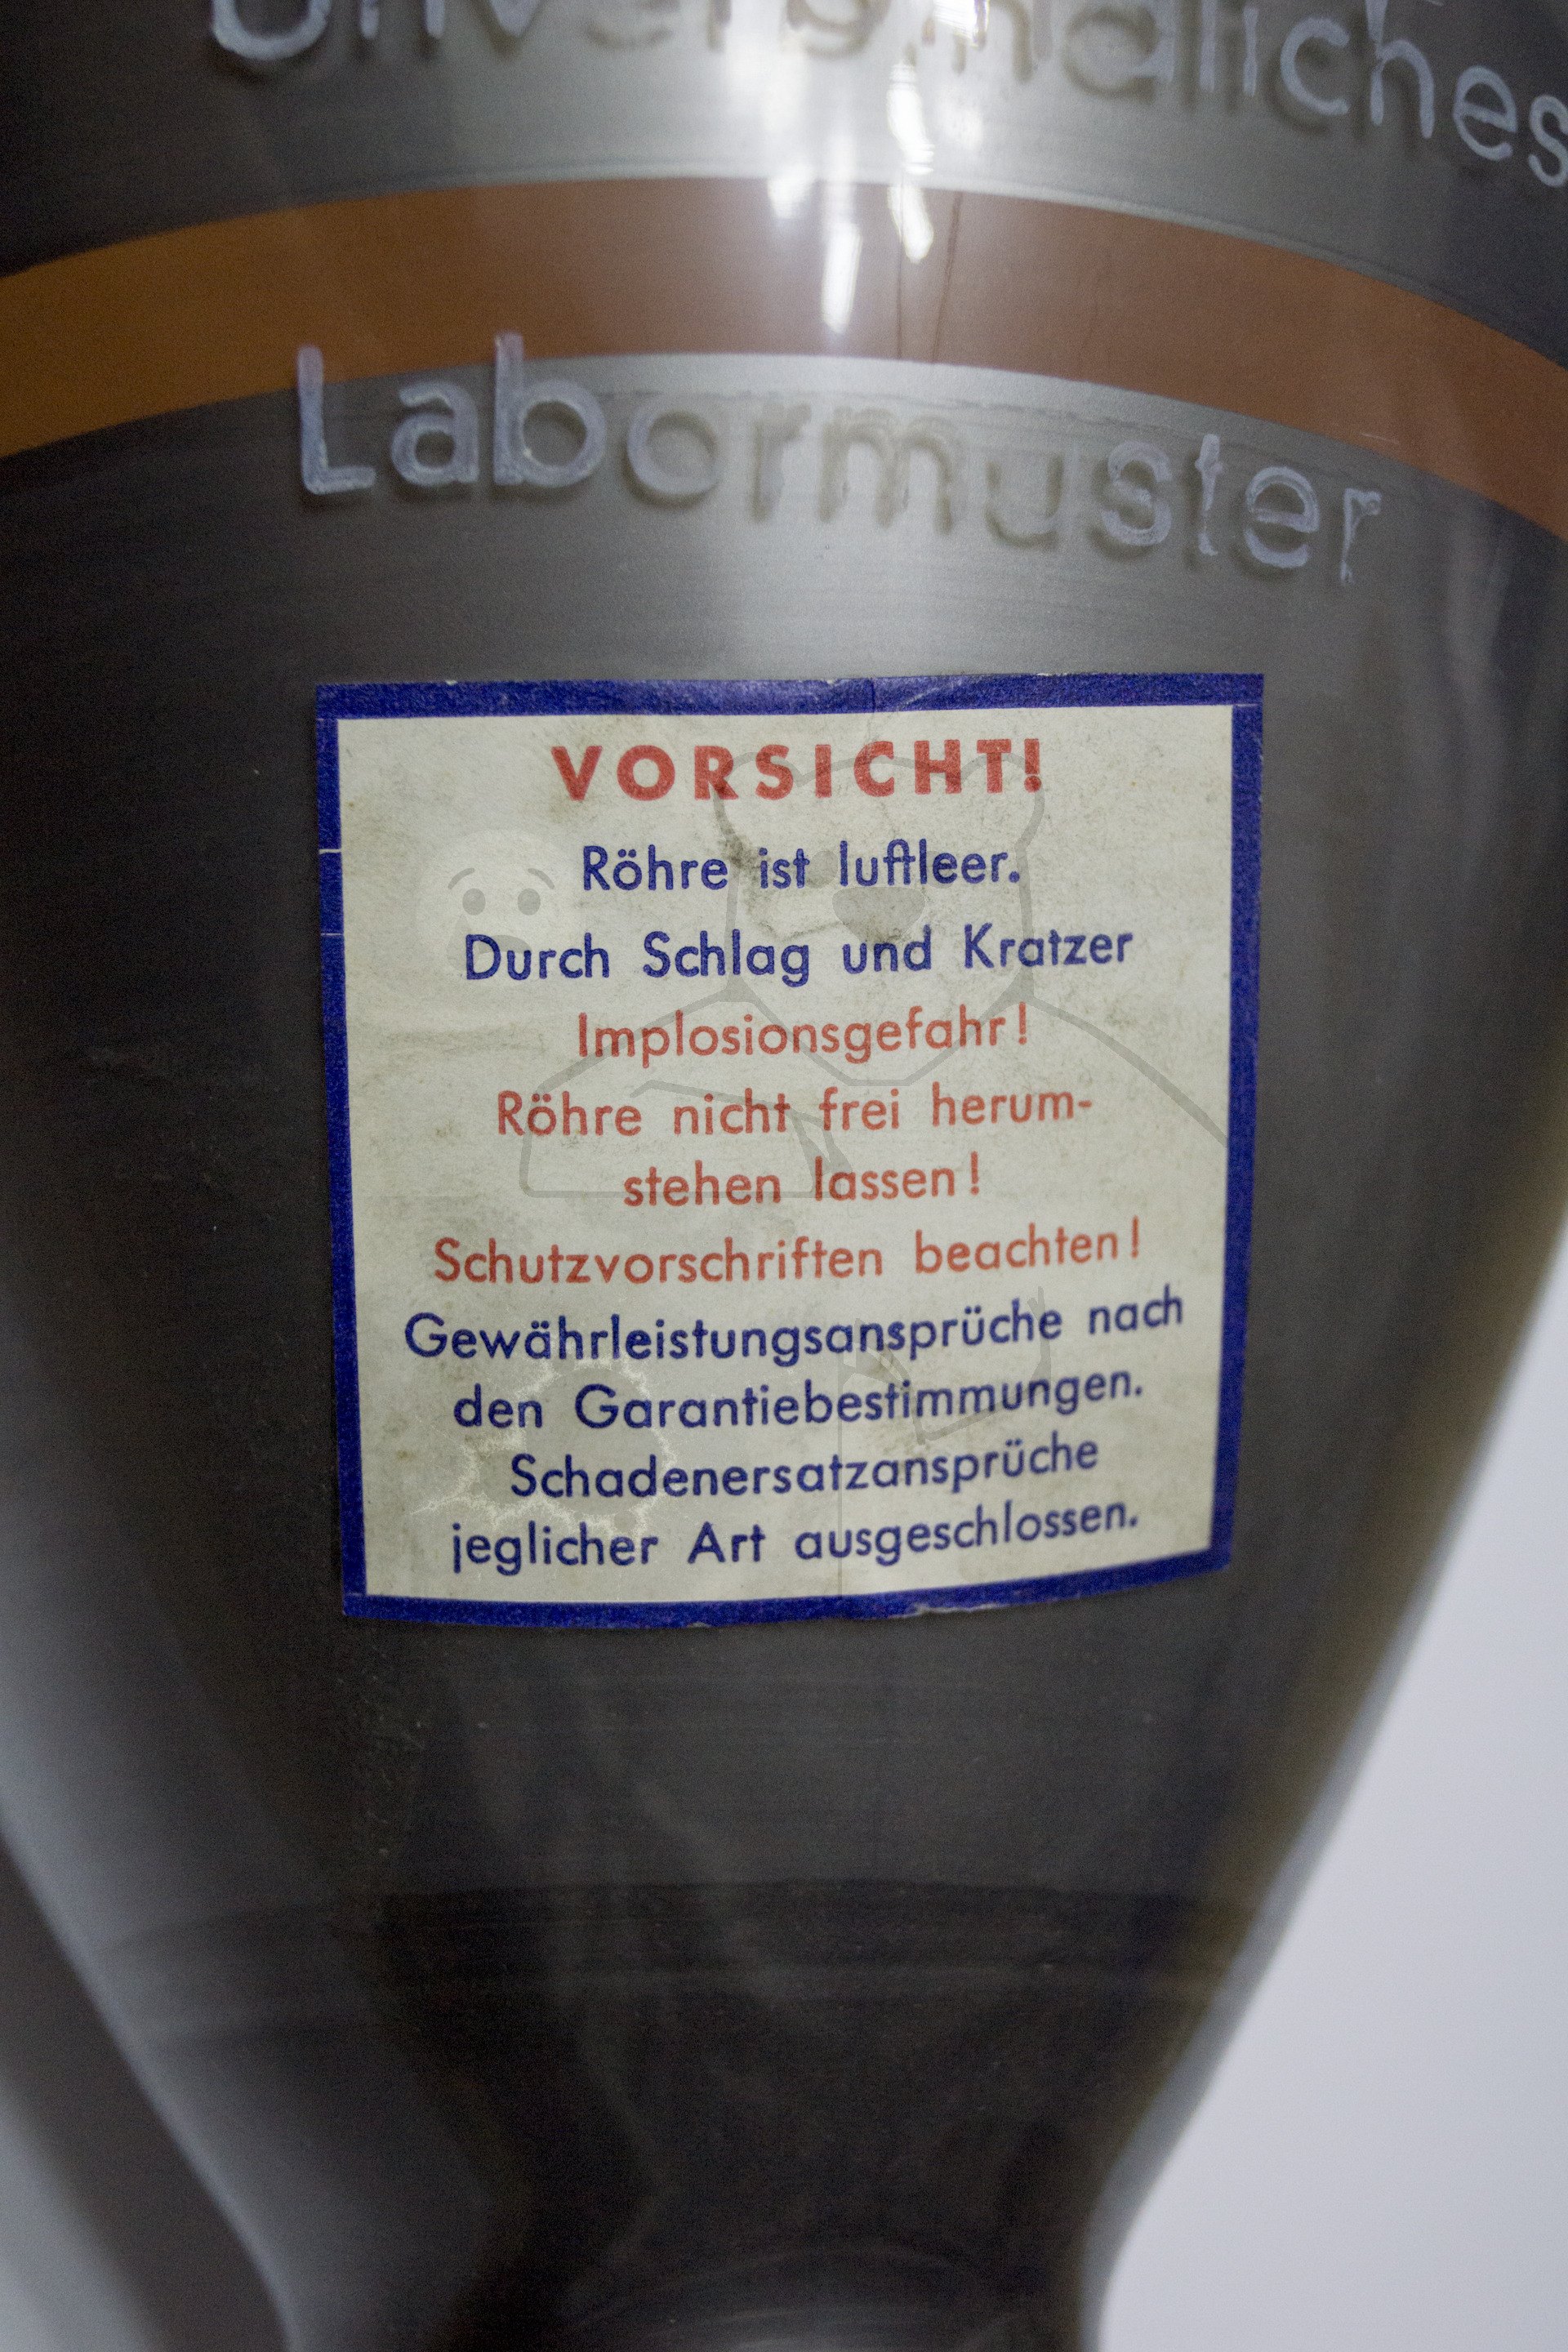 Unverbindliches
Labormuster
VORSICHT!
Röhre ist luftleer.
Durch Schlag und Kratzer
Implosionsgefahr!
Röhre nicht frei herum-
stehen lassen!
Schutzvorschriften beachten!
Gewährleistungsansprüche nach
den Garantiebestimmungen.
Schadenersatzansprüche
jeglicher Art ausgeschlossen.